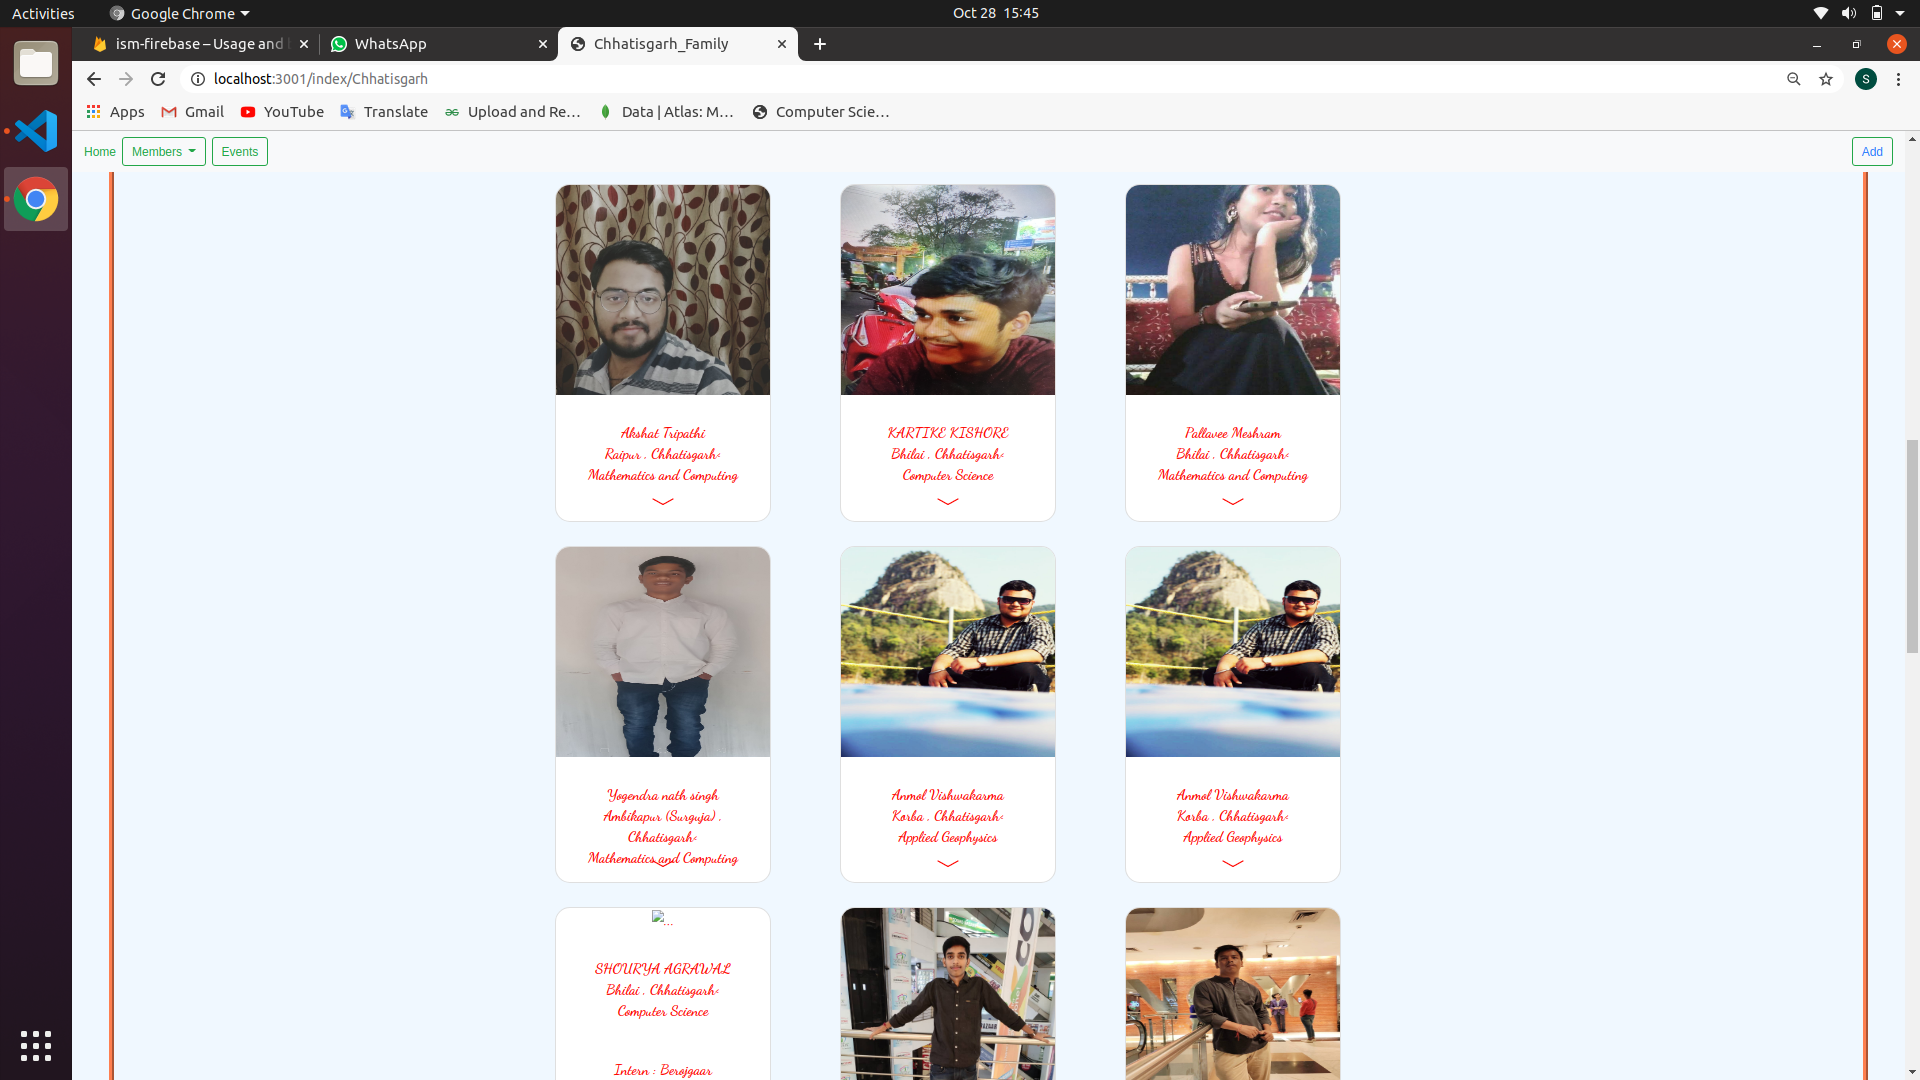 Activities
Google Chrome
Oct 28 15:45
ism-firebase – Usage and
WhatsApp
Chhatisgarh_Family
localhost:3001/index/Chhatisgarh
S
Apps
Gmail
YouTube
Translate
Upload and Re…
Data | Atlas: M…
Computer Scie…
Home
Members
Events
Add
Akshat Tripathi
Raipur , Chhatisgarh<
Mathematics and Computing
KARTIKE KISHORE
Bhilai , Chhatisgarh<
Computer Science
Pallavee Meshram
Bhilai , Chhatisgarh<
Mathematics and Computing
Yogendra nath singh
Ambikapur (Surguja) ,
Chhatisgarh<
Mathematics and Computing
Anmol Vishwakarma
Korba , Chhatisgarh<
Applied Geophysics
Anmol Vishwakarma
Korba , Chhatisgarh<
Applied Geophysics
...
SHOURYA AGRAWAL
Bhilai , Chhatisgarh<
Computer Science
Intern : Berojgaar
CO